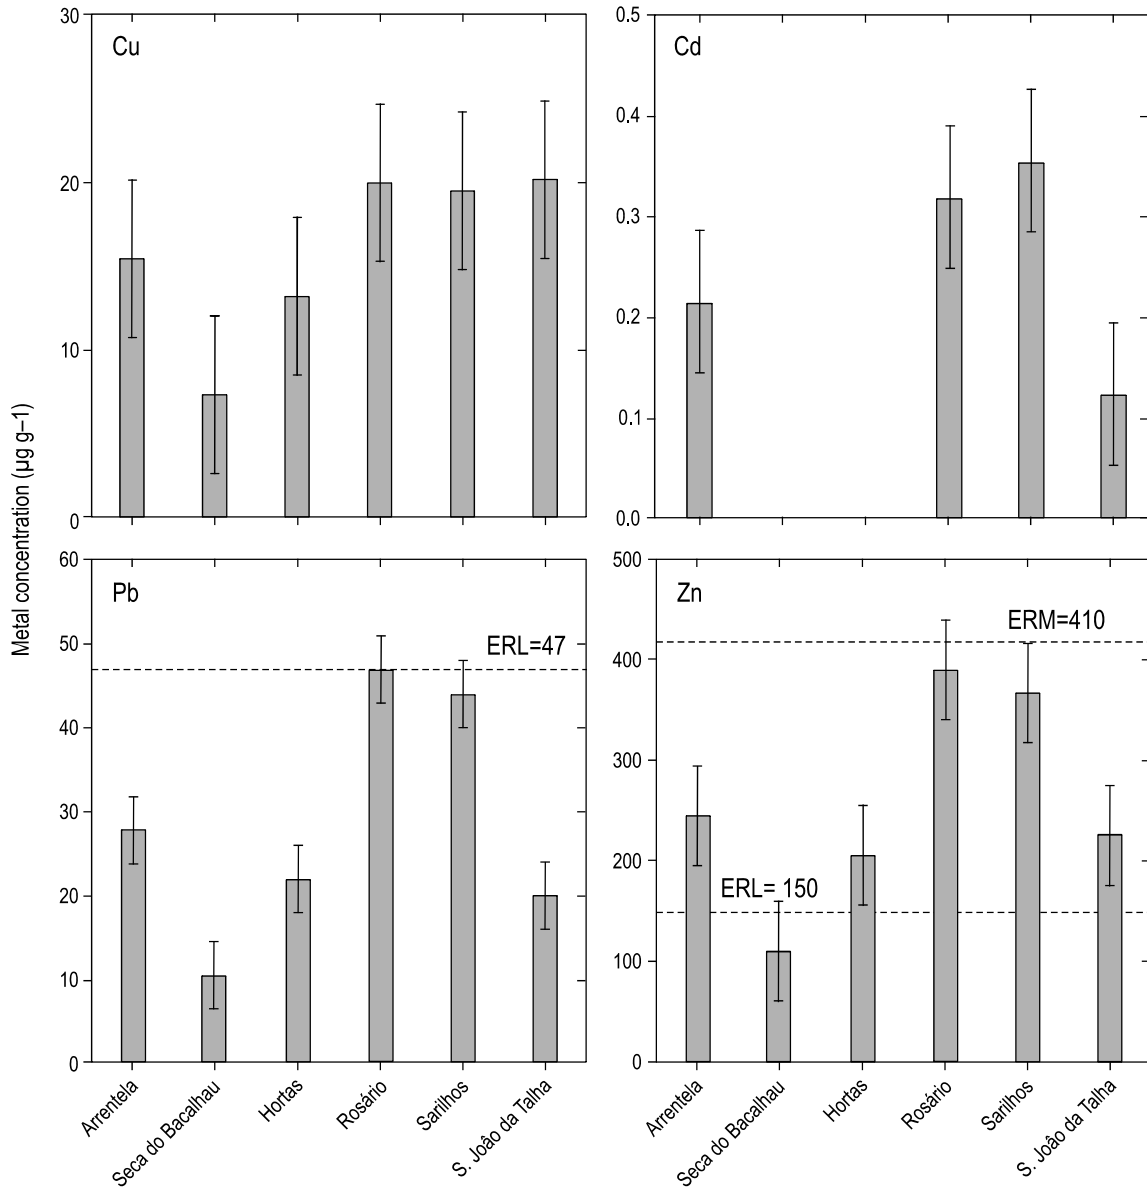 Metal concentration (µg g–1)
Cu
30
20
10
0
Cd
0.5
0.4
0.3
0.2
0.1
0.0
Pb
60
50
40
30
20
10
0
ERL=47
Zn
500
400
300
200
100
0
ERM=410
ERL= 150
Arrentela
Seca do Bacalhau
Hortas
Rosário
Sarilhos
S. Joâo da Talha
Arrentela
Seca do Bacalhau
Hortas
Rosário
Sarilhos
S. Joâo da Talha